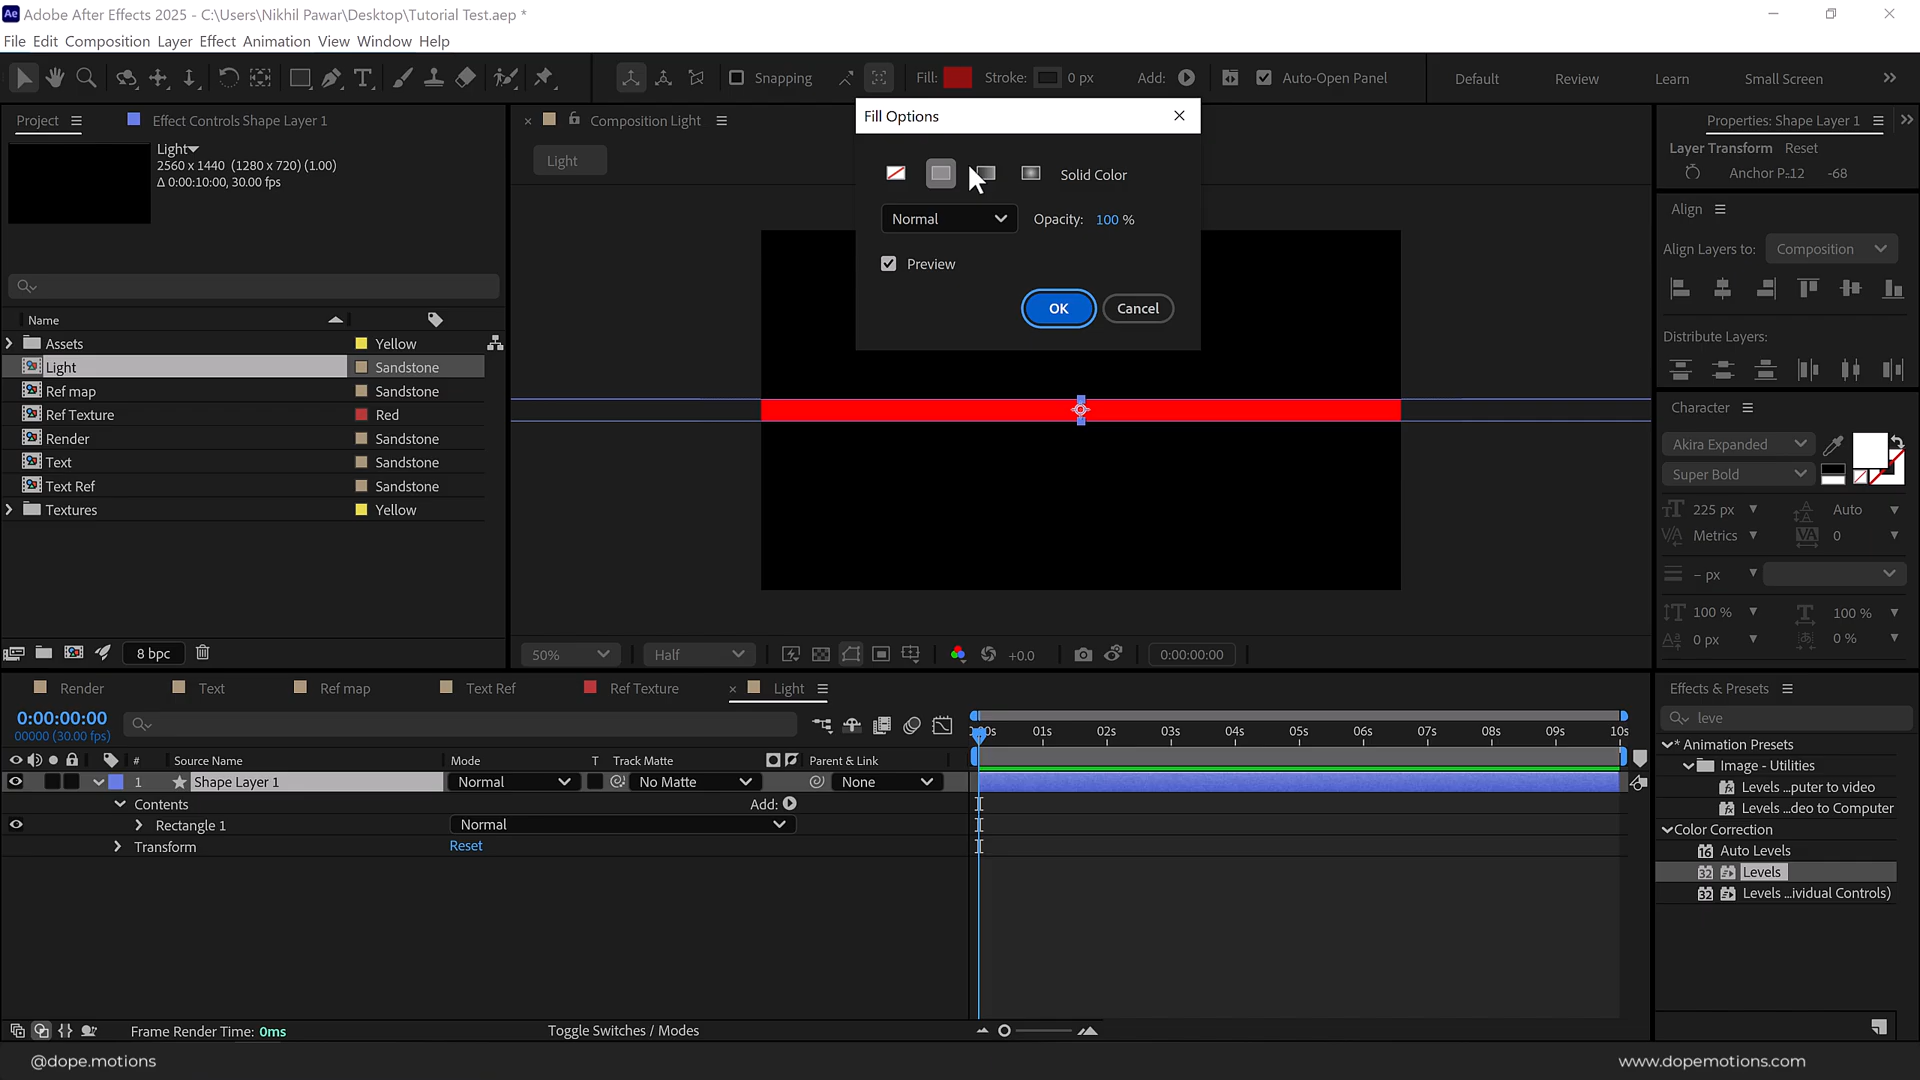 Adobe After Effects 2025 - C:\Users\Nikhil Pawar\Desktop\Tutorial Test.aep *
File Edit Composition Layer Effect Animation View Window Help
Snapping Fill: Stroke: 0 px Add: Auto-Open Panel Default Review Learn Small Screen
Project Effect Controls Shape Layer 1
Light
2560 x 1440 (1280 x 720) (1.00)
Δ 0:00:10:00, 30.00 fps
Composition Light
Light
Fill Options
Solid Color
Normal Opacity: 100 %
Preview
OK Cancel
Properties: Shape Layer 1
Layer Transform Reset
Anchor P..12 -68
Align
Align Layers to: Composition
Distribute Layers:
Character
Akira Expanded
Super Bold
225 px Auto
Metrics 0
- px
100 % 100 %
0 px 0 %
Name
Assets Yellow
Light Sandstone
Ref map Sandstone
Ref Texture Red
Render Sandstone
Text Sandstone
Text Ref Sandstone
Textures Yellow
8 bpc
50% Half +0.0 0:00:00:00
Render Text Ref map Text Ref Ref Texture Light
0:00:00:00
00000 (30.00 fps)
01s 02s 03s 04s 05s 06s 07s 08s 09s 10s
# Source Name Mode T Track Matte Parent & Link
1 Shape Layer 1 Normal No Matte None
Contents Add:
Rectangle 1 Normal
Transform Reset
Effects & Presets
leve
* Animation Presets
Image - Utilities
Levels ...puter to video
Levels ...deo to Computer
Color Correction
16 Auto Levels
32 Levels
32 Levels ...ividual Controls)
Frame Render Time: 0ms Toggle Switches / Modes
@dope.motions www.dopemotions.com